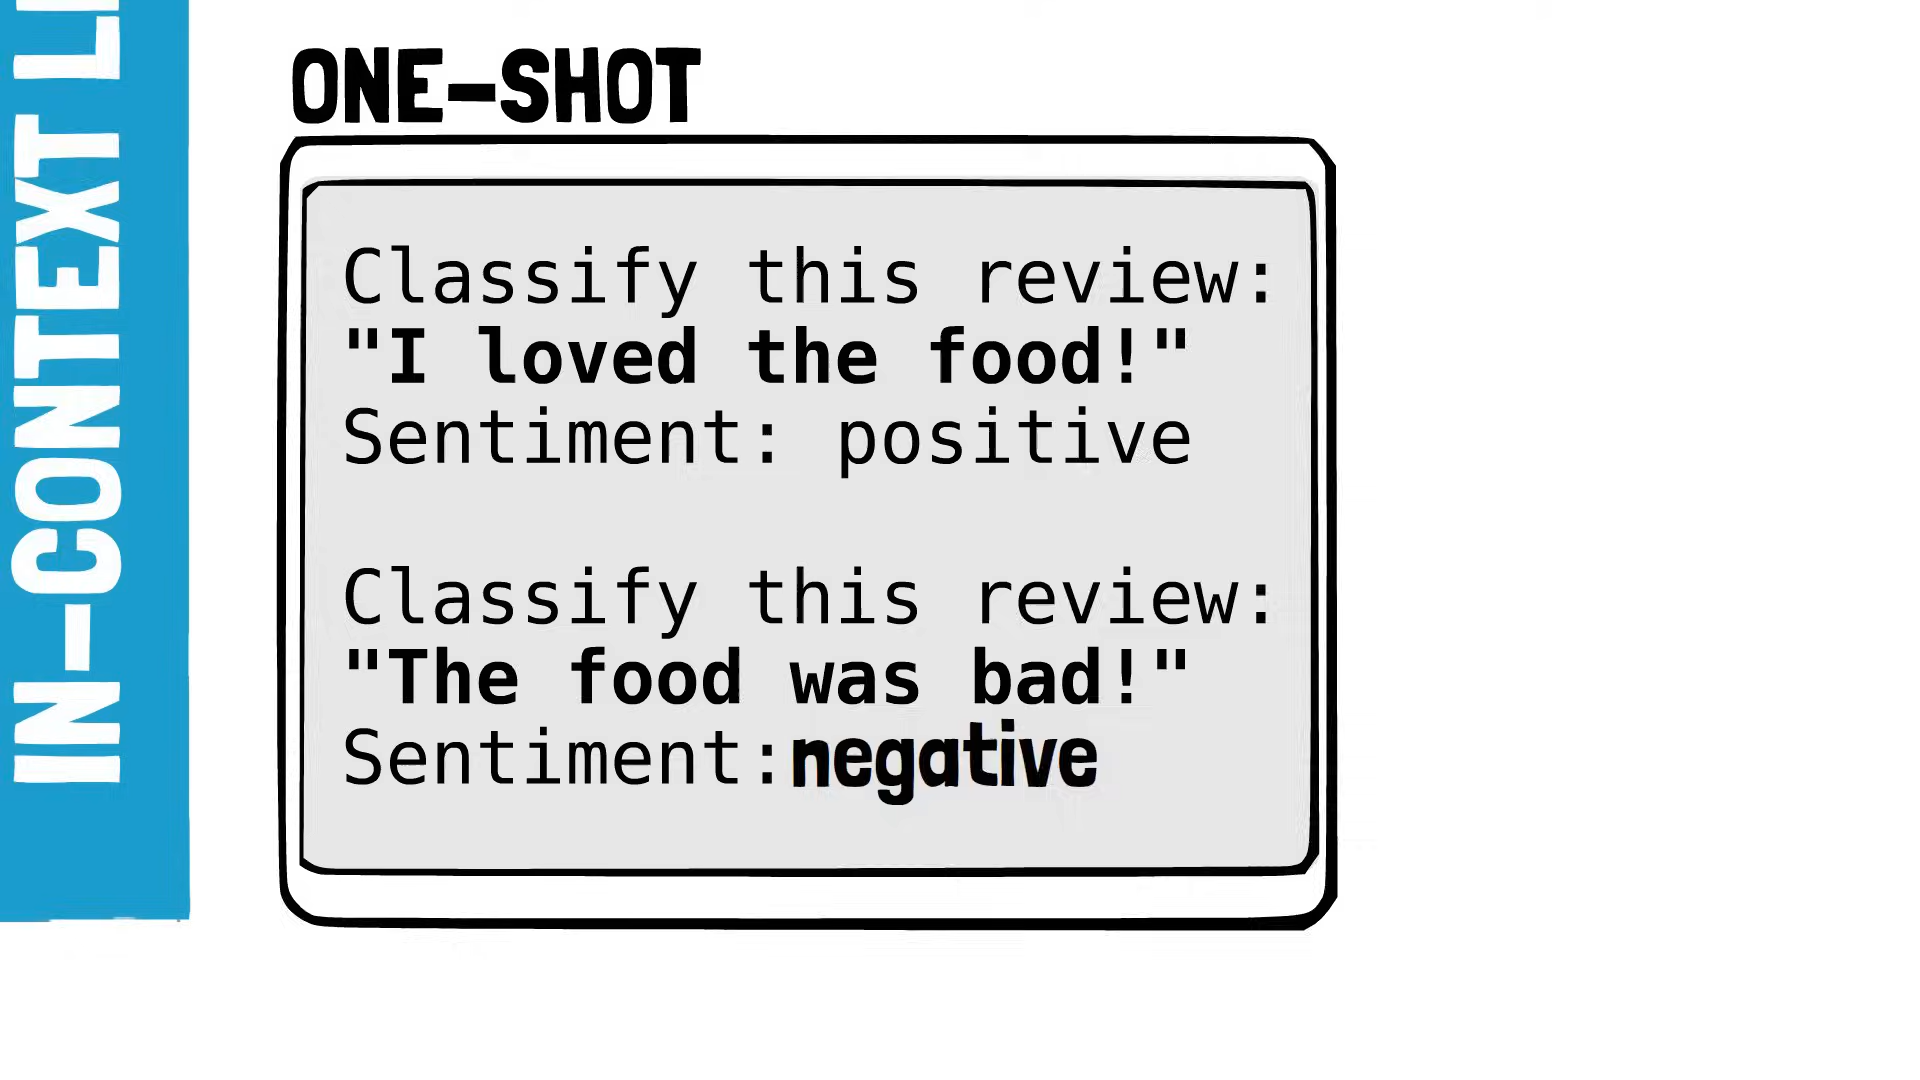 IN-CONTEXT
ONE-SHOT
Classify this review:
"I loved the food!"
Sentiment: positive
Classify this review:
"The food was bad!"
Sentiment:negative